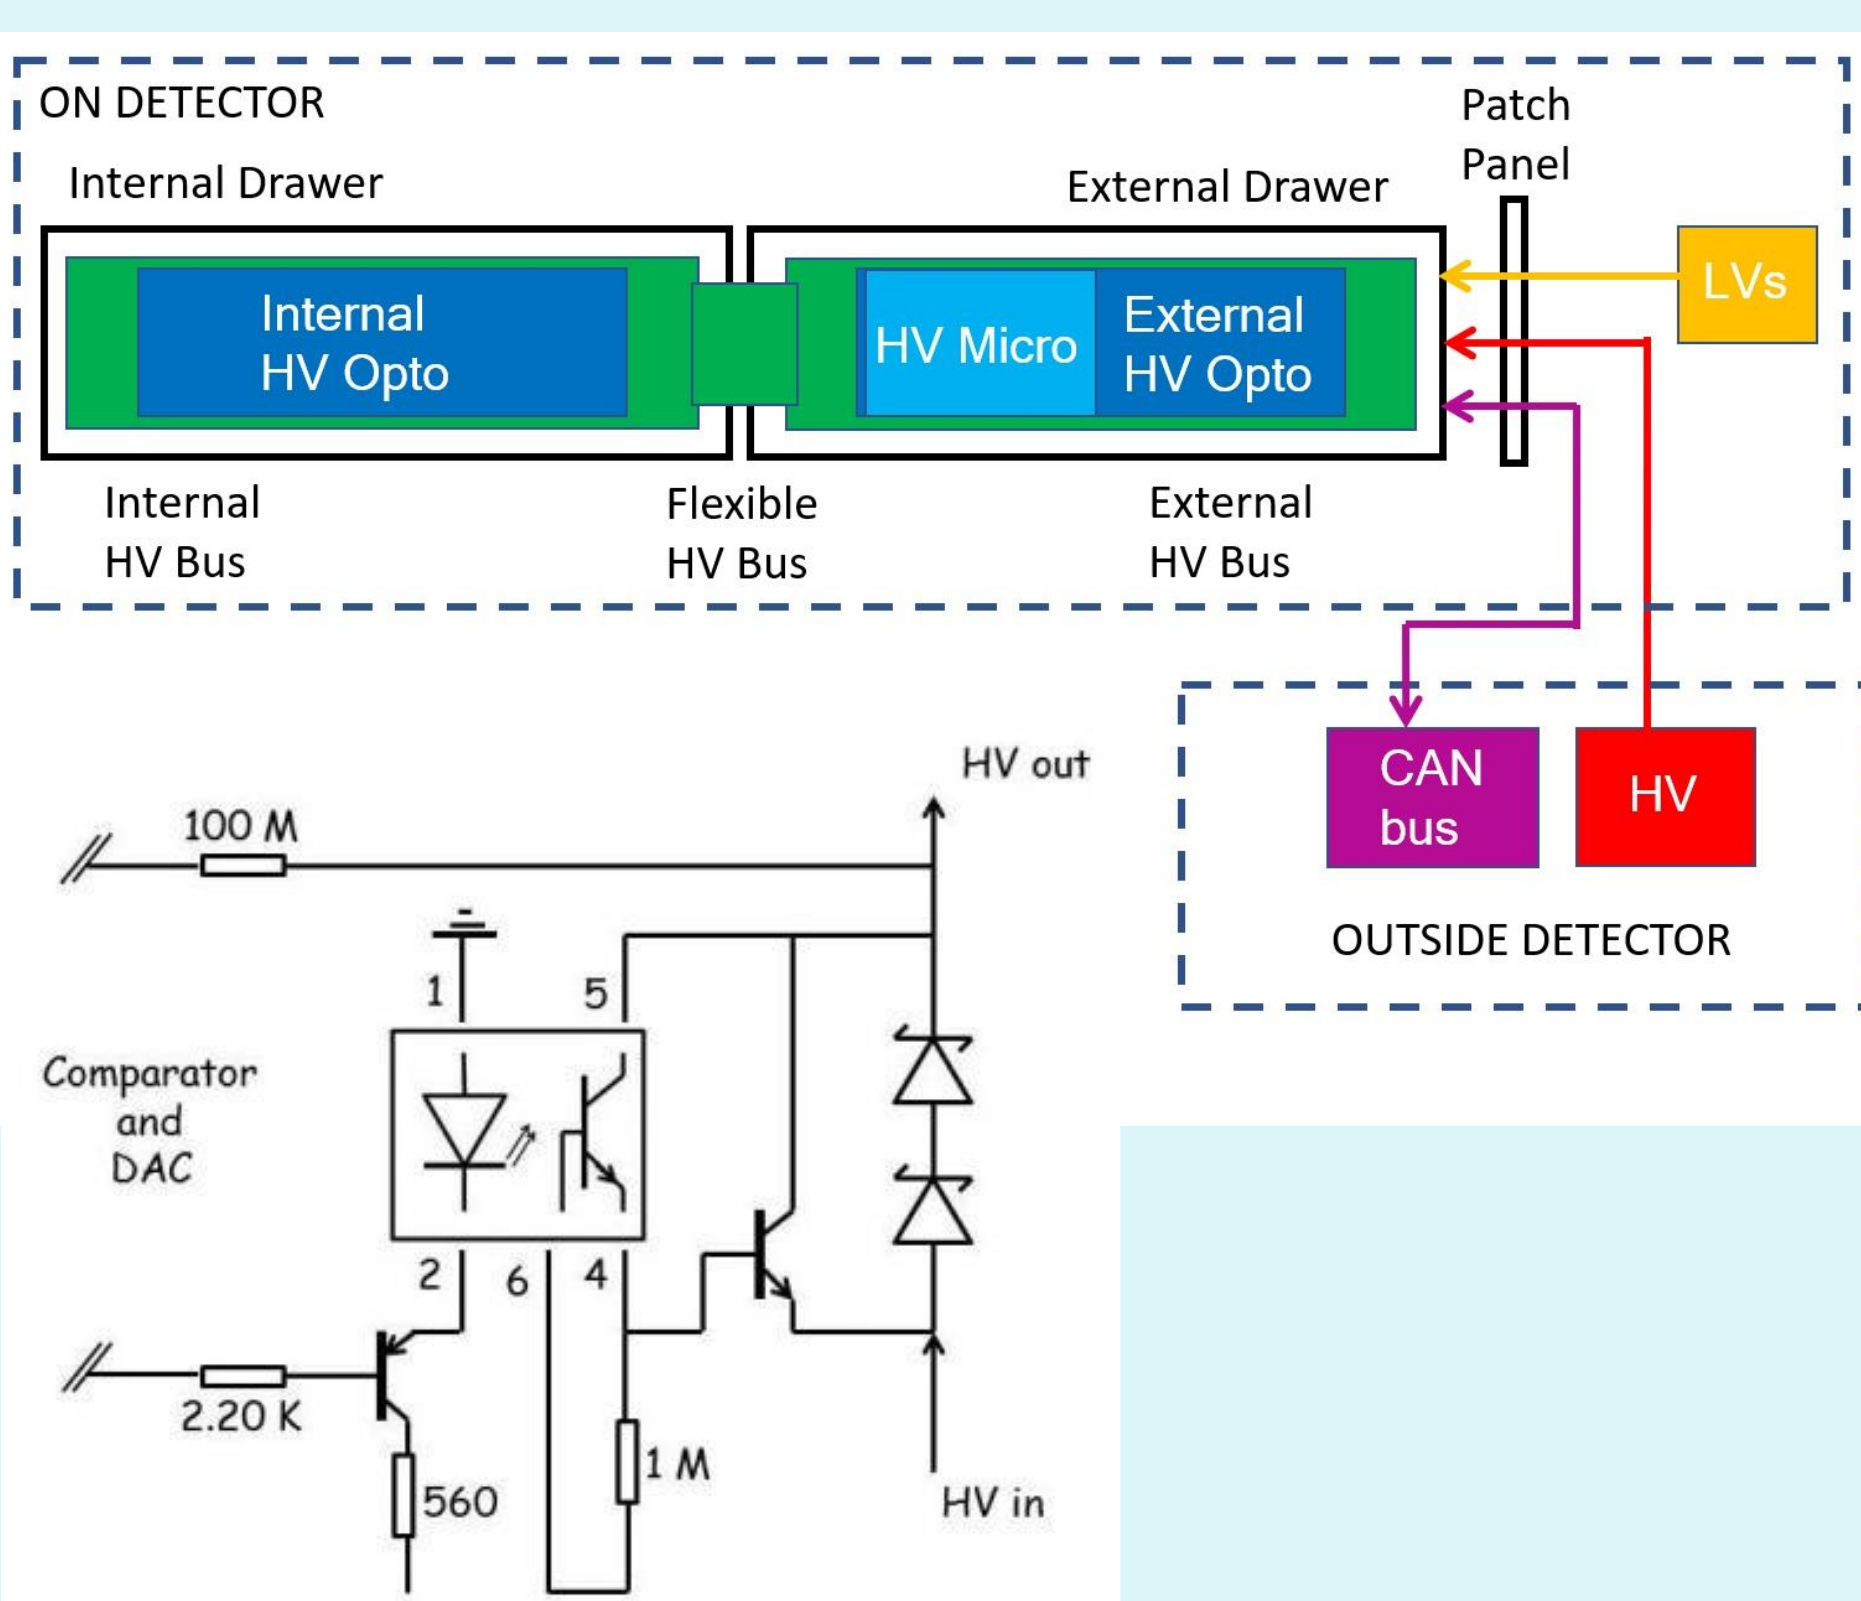 ON DETECTOR
Patch
Panel
Internal Drawer
External Drawer
LVs
Internal
HV Opto
HV Micro
External
HV Opto
Internal
HV Bus
Flexible
HV Bus
External
HV Bus
CAN
bus
HV
OUTSIDE DETECTOR
HV out
100 M
-
1
5
Comparator
and
DAC
2
6
4
2.20 K
1 M
560
HV in